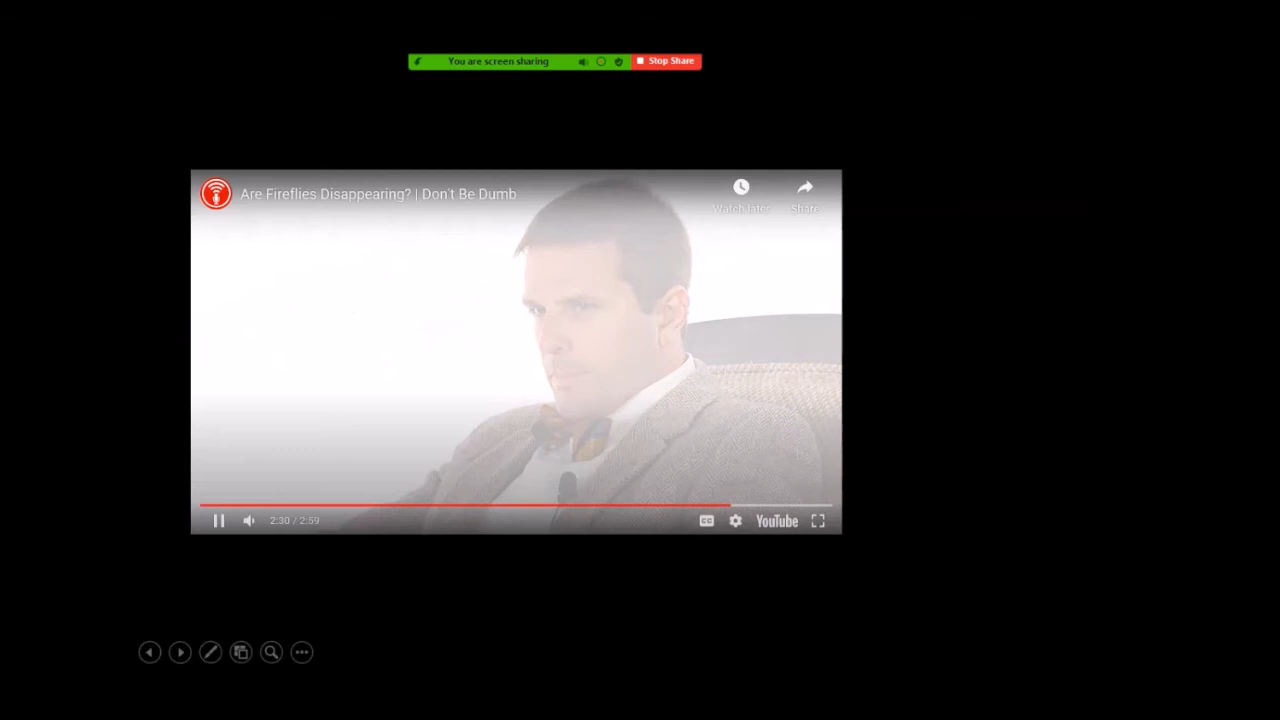 You are screen sharing
Stop Share
Are Fireflies Disappearing? | Don't Be Dumb
Watch later
Share
2:30 / 2:59
CC
YouTube